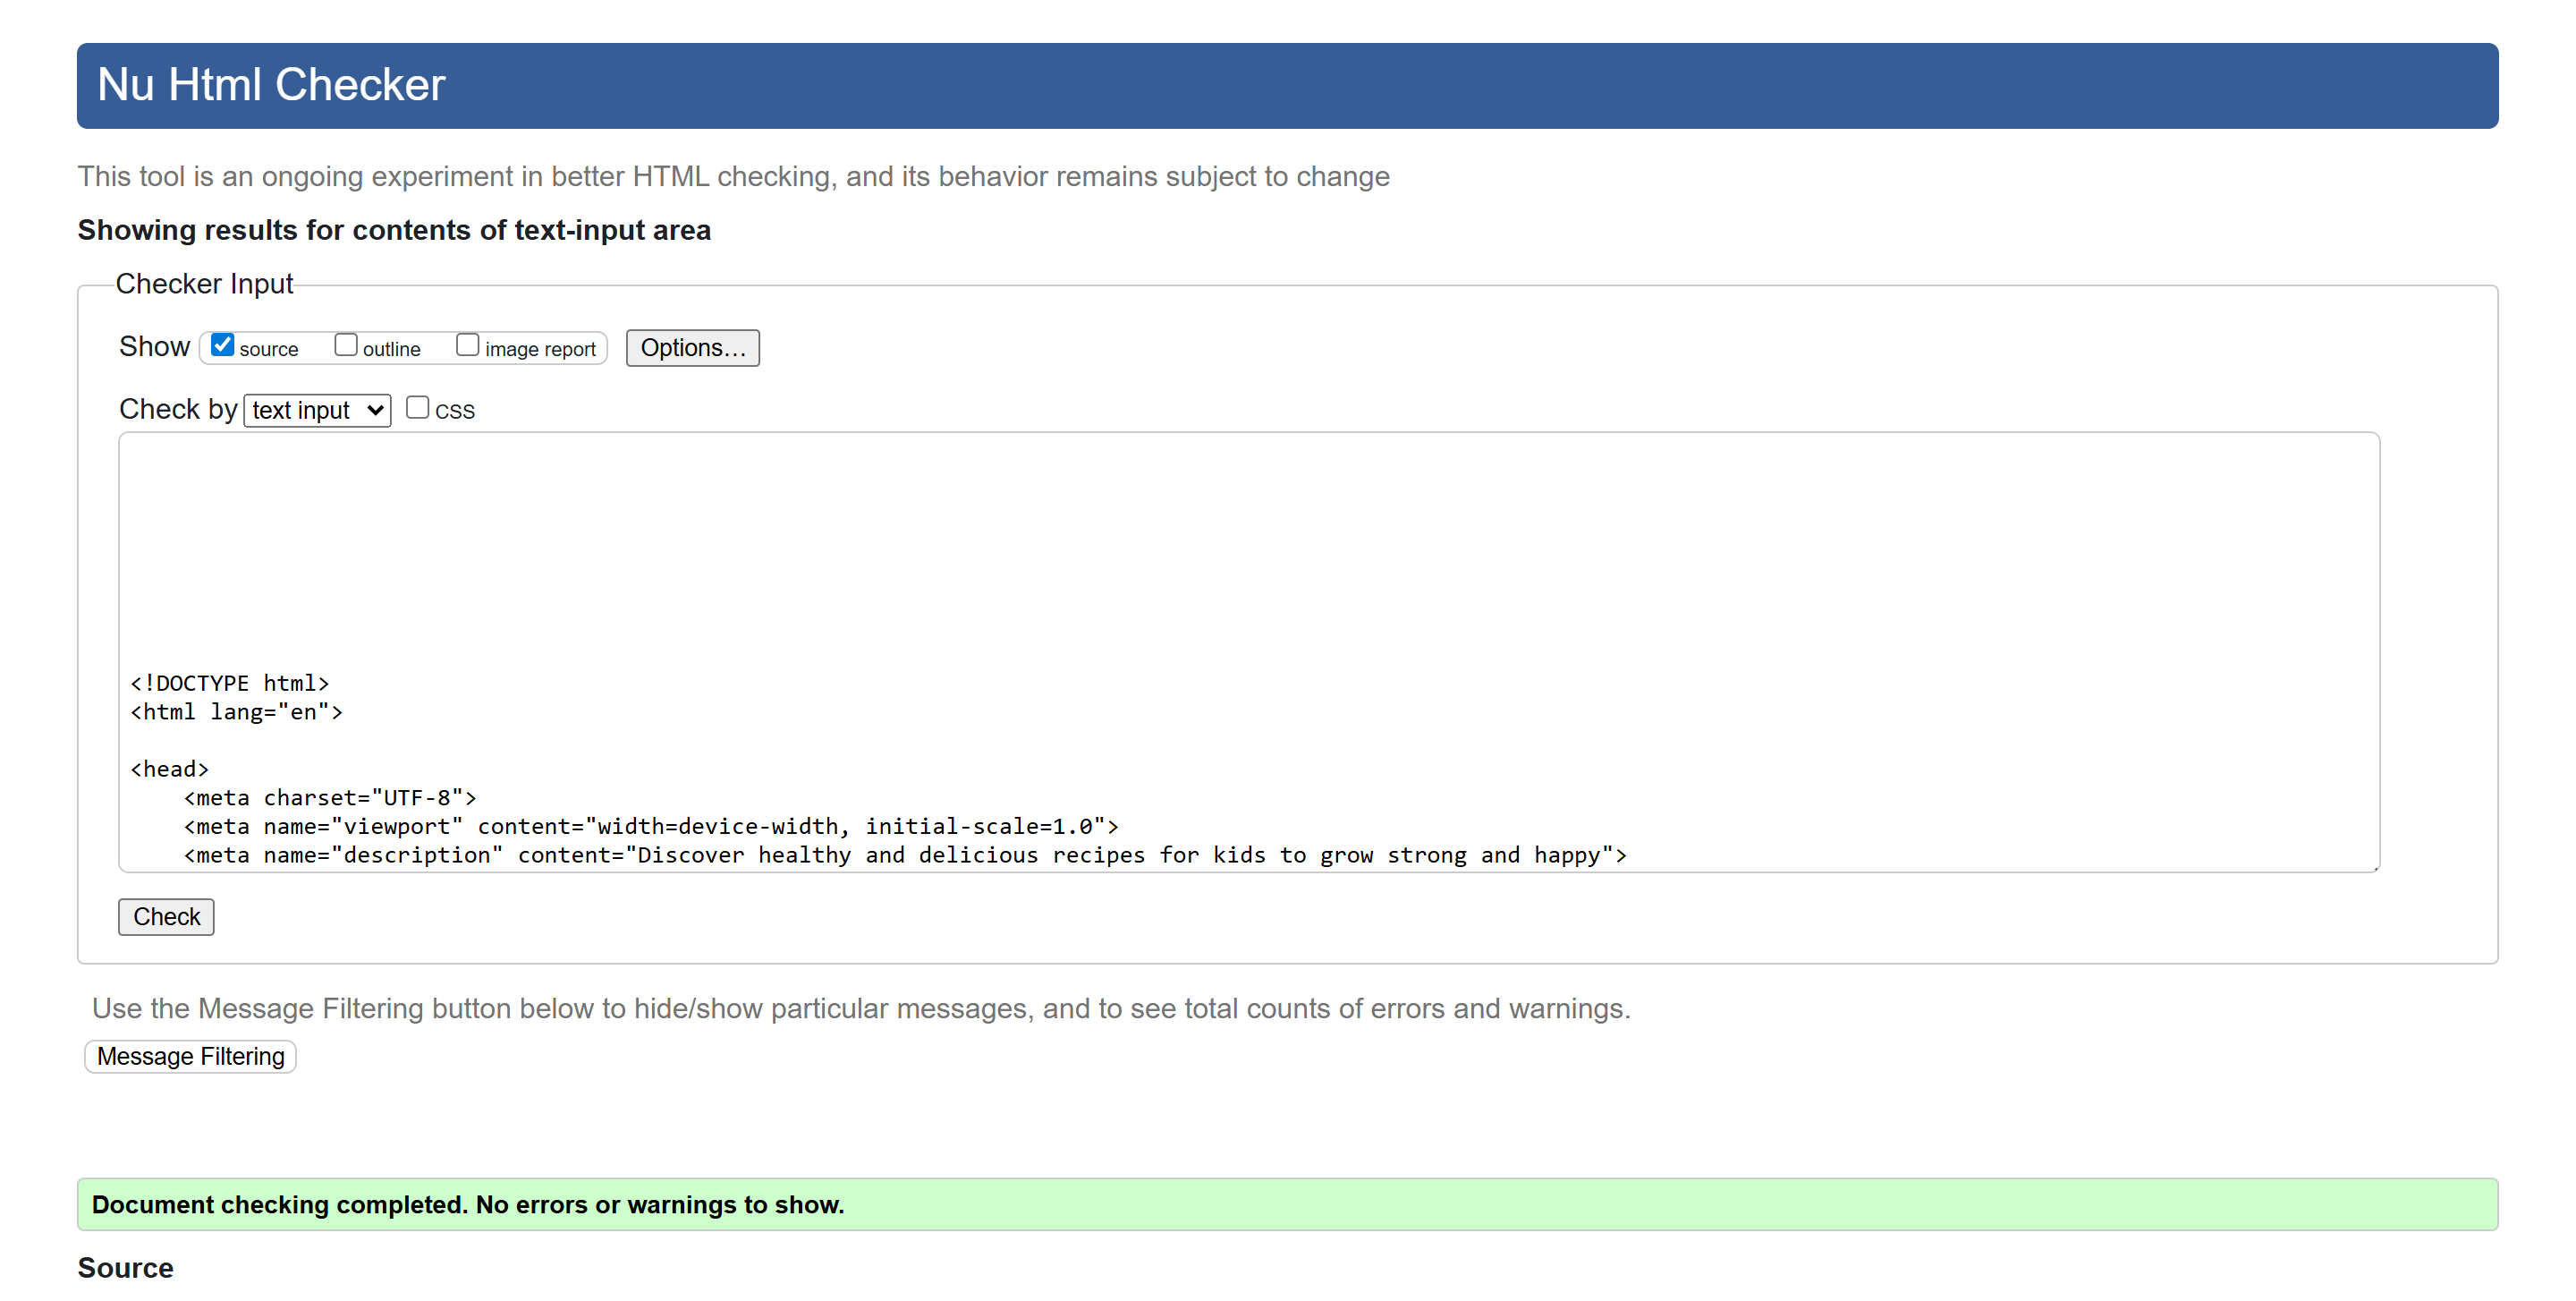 Nu Html Checker
This tool is an ongoing experiment in better HTML checking, and its behavior remains subject to change
Showing results for contents of text-input area
Checker Input
Show source outline image report Options...
Check by text input CSS
<!DOCTYPE html>
<html lang="en">
<head>
    <meta charset="UTF-8">
    <meta name="viewport" content="width=device-width, initial-scale=1.0">
    <meta name="description" content="Discover healthy and delicious recipes for kids to grow strong and happy">
Check
Use the Message Filtering button below to hide/show particular messages, and to see total counts of errors and warnings.
Message Filtering
Document checking completed. No errors or warnings to show.
Source